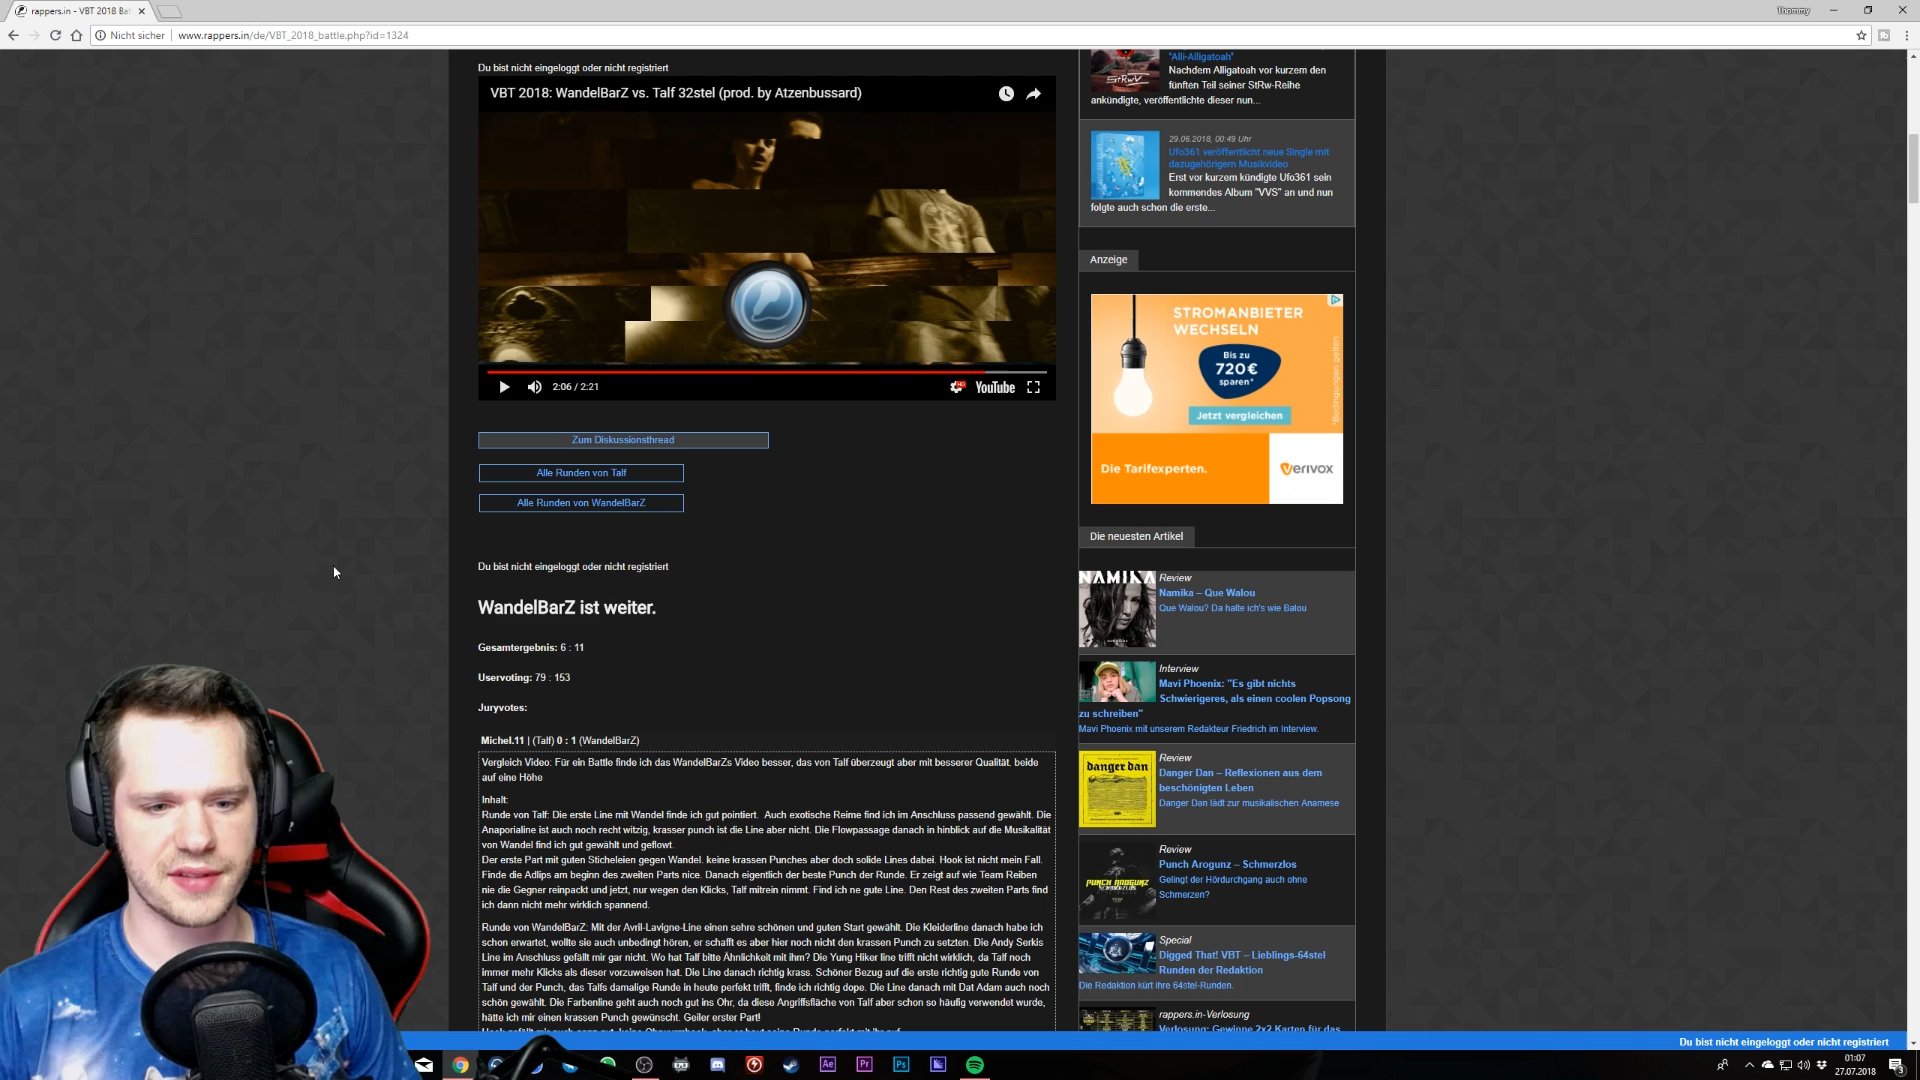 rappers.in - VBT 2018 Bat
Thommy
Nicht sicher
www.rappers.in/de/VBT_2018_battle.php?id=1324
Du bist nicht eingeloggt oder nicht registriert
VBT 2018: WandelBarZ vs. Talf 32stel (prod. by Atzenbussard)
2:06 / 2:21
HD
YouTube
Zum Diskussionsthread
Alle Runden von Talf
Alle Runden von WandelBarZ
Du bist nicht eingeloggt oder nicht registriert
WandelBarZ ist weiter.
Gesamtergebnis: 6 : 11
Uservoting: 79 : 153
Juryvotes:
Michel.11 | (Talf) 0 : 1 (WandelBarZ)
Vergleich Video: Für ein Battle finde ich das WandelBarZs Video besser, das von Talf überzeugt aber mit besserer Qualität. beide
auf eine Höhe
Inhalt:
Runde von Talf: Die erste Line mit Wandel finde ich gut pointiert. Auch exotische Reime find ich im Anschluss passend gewählt. Die
Anaporialine ist auch noch recht witzig, krasser punch ist die Line aber nicht. Die Flowpassage danach in hinblick auf die Musikalität
von Wandel find ich gut gewählt und geflowt.
Der erste Part mit guten Sticheleien gegen Wandel. keine krassen Punches aber doch solide Lines dabei. Hook ist nicht mein Fall.
Finde die Adlips am beginn des zweiten Parts nice. Danach eigentlich der beste Punch der Runde. Er zeigt auf wie Team Reiben
nie die Gegner reinpackt und jetzt, nur wegen den Klicks, Talf mitrein nimmt. Find ich ne gute Line. Den Rest des zweiten Parts find
ich dann nicht mehr wirklich spannend.
Runde von WandelBarZ: Mit der Avril-Lavigne-Line einen sehre schönen und guten Start gewählt. Die Kleiderline danach habe ich
schon erwartet, wollte sie auch unbedingt hören, er schafft es aber hier noch nicht den krassen Punch zu setzten. Die Andy Serkis
Line im Anschluss gefällt mir gar nicht. Wo hat Talf bitte Ähnlichkeit mit ihm? Die Yung Hiker line trifft nicht wirklich, da Talf noch
immer mehr Klicks als dieser vorzuweisen hat. Die Line danach richtig krass. Schöner Bezug auf die erste richtig gute Runde von
Talf und der Punch, das Talfs damalige Runde in heute perfekt trifft, finde ich richtig dope. Die Line danach mit Dat Adam auch noch
schön gewählt. Die Farbenline geht auch noch gut ins Ohr, da diese Angriffsfläche von Talf aber schon so häufig verwendet wurde,
hätte ich mir einen krassen Punch gewünscht. Geiler erster Part!
"Alli-Alligatoah"
Nachdem Alligatoah vor kurzem den
fünften Teil seiner StRw-Reihe
ankündigte, veröffentlichte dieser nun...
StRwV
29.06.2018, 00:49 Uhr
Ufo361 veröffentlicht neue Single mit
dazugehörigem Musikvideo
Erst vor kurzem kündigte Ufo361 sein
kommendes Album "VVS" an und nun
folgte auch schon die erste...
Anzeige
STROMANBIETER
WECHSELN
Bis zu
720€
sparen*
Jetzt vergleichen
*Bedingungen gelten
Die Tarifexperten.
verivox
Die neuesten Artikel
NAMIKA
Review
Namika – Que Walou
Que Walou? Da halte ich's wie Balou
Interview
Mavi Phoenix: "Es gibt nichts
Schwierigeres, als einen coolen Popsong
zu schreiben"
Mavi Phoenix mit unserem Redakteur Friedrich im Interview.
danger dan
Review
Danger Dan – Reflexionen aus dem
beschönigten Leben
Danger Dan lädt zur musikalischen Anamese
PUNCH AROGUNZ
SCHMERZLOS
Review
Punch Arogunz – Schmerzlos
Gelingt der Hördurchgang auch ohne
Schmerzen?
Special
Digged That! VBT – Lieblings-64stel
Runden der Redaktion
Die Redaktion kürt ihre 64stel-Runden.
rappers.in-Verlosung
Verlosung: Gewinne 2x2 Karten für das
Du bist nicht eingeloggt oder nicht registriert
Ae
Pr
Ps
01:07
27.07.2018
3